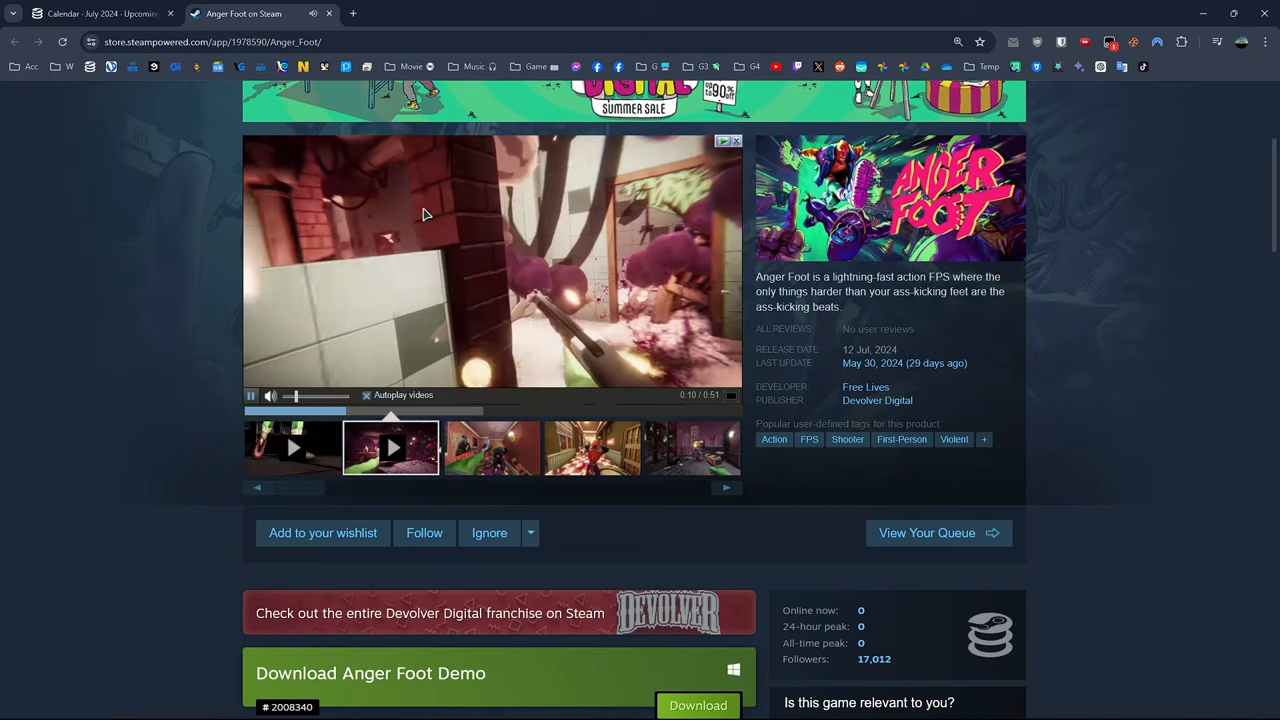 Calendar · July 2024 - Upcomin
Anger Foot on Steam
store.steampowered.com/app/1978590/Anger_Foot/
Acc
W
Movie
Music
Game
G
G3
G4
Temp
DIGITAL
SUMMER SALE
up to 90% off
ANGER FOOT
Anger Foot is a lightning-fast action FPS where the
only things harder than your ass-kicking feet are the
ass-kicking beats.
ALL REVIEWS: No user reviews
RELEASE DATE 12 Jul, 2024
LAST UPDATE: May 30, 2024 (29 days ago)
DEVELOPER: Free Lives
PUBLISHER: Devolver Digital
Autoplay videos
0:10 / 0:51
Popular user-defined tags for this product:
Action FPS Shooter First-Person Violent +
Add to your wishlist
Follow
Ignore
View Your Queue
Check out the entire Devolver Digital franchise on Steam
DEVOLVER
Online now: 0
24-hour peak: 0
All-time peak: 0
Followers: 17,012
Download Anger Foot Demo
# 2008340
Download
Is this game relevant to you?